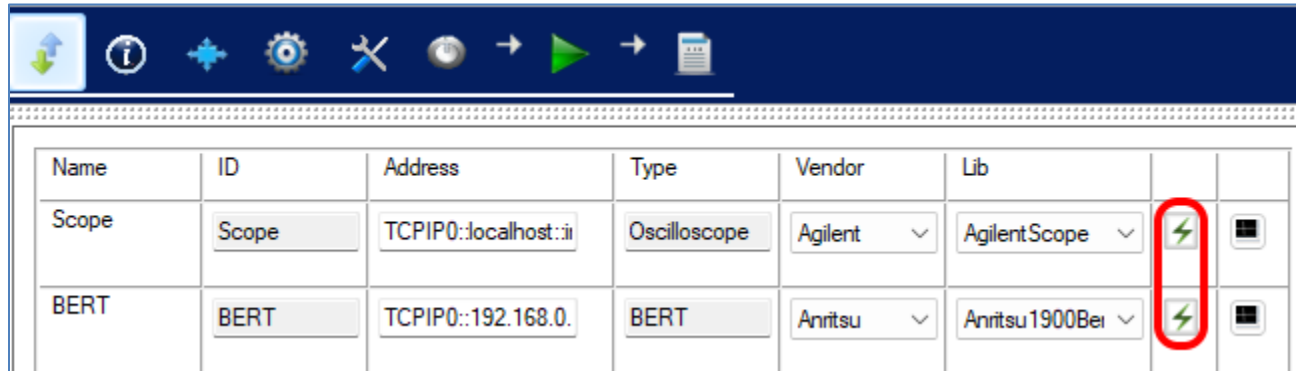 Name ID Address Type Vendor Lib
Scope Scope TCPIP0::localhost::i Oscilloscope Agilent AgilentScope
BERT BERT TCPIP0::192.168.0. BERT Anritsu Anritsu1900Ber